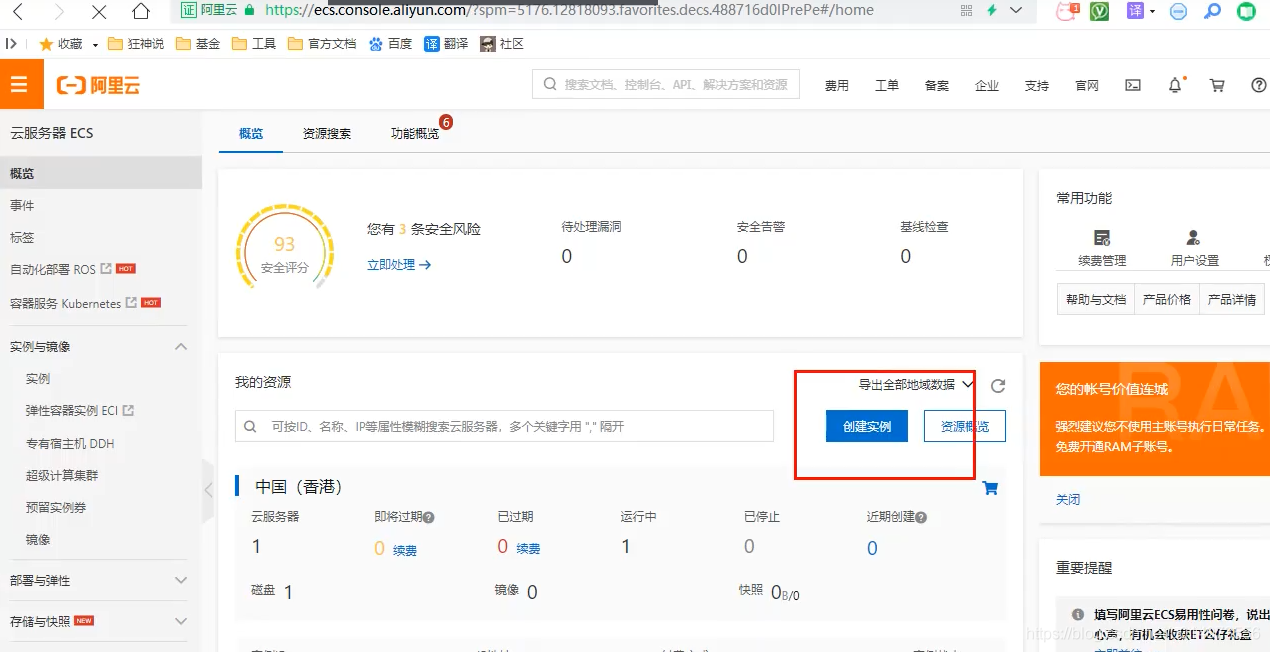 证 阿里云 https://ecs.console.aliyun.com/?spm=5176.12818093.favorites.decs.488716d0IPrePe#/home
1
译
收藏 狂神说 基金 工具 官方文档 百度 译 翻译 社区
阿里云
搜索文档、控制台、API、解决方案和资源
费用 工单 备案 企业 支持 官网
云服务器 ECS
概览
事件
标签
自动化部署 ROS HOT
容器服务 Kubernetes HOT
实例与镜像
实例
弹性容器实例 ECI
专有宿主机 DDH
超级计算集群
预留实例券
镜像
部署与弹性
存储与快照 NEW
概览 资源搜索 功能概览 6
93
安全评分
您有 3 条安全风险
立即处理
待处理漏洞 安全告警 基线检查
0 0 0
我的资源
导出全部地域数据
可按ID、名称、IP等属性模糊搜索云服务器，多个关键字用 "," 隔开
创建实例 资源概览
中国（香港）
云服务器 即将过期 已过期 运行中 已停止 近期创建
1 0 续费 0 续费 1 0 0
磁盘 1 镜像 0 快照 0B/0
常用功能
续费管理 用户设置
帮助与文档 产品价格 产品详情
RA
您的帐号价值连城
强烈建议您不使用主账号执行日常任务。
免费开通RAM子账号。
关闭
重要提醒
填写阿里云ECS易用性问卷，说出
心声，有机会收获ET公仔礼盒
立即前往